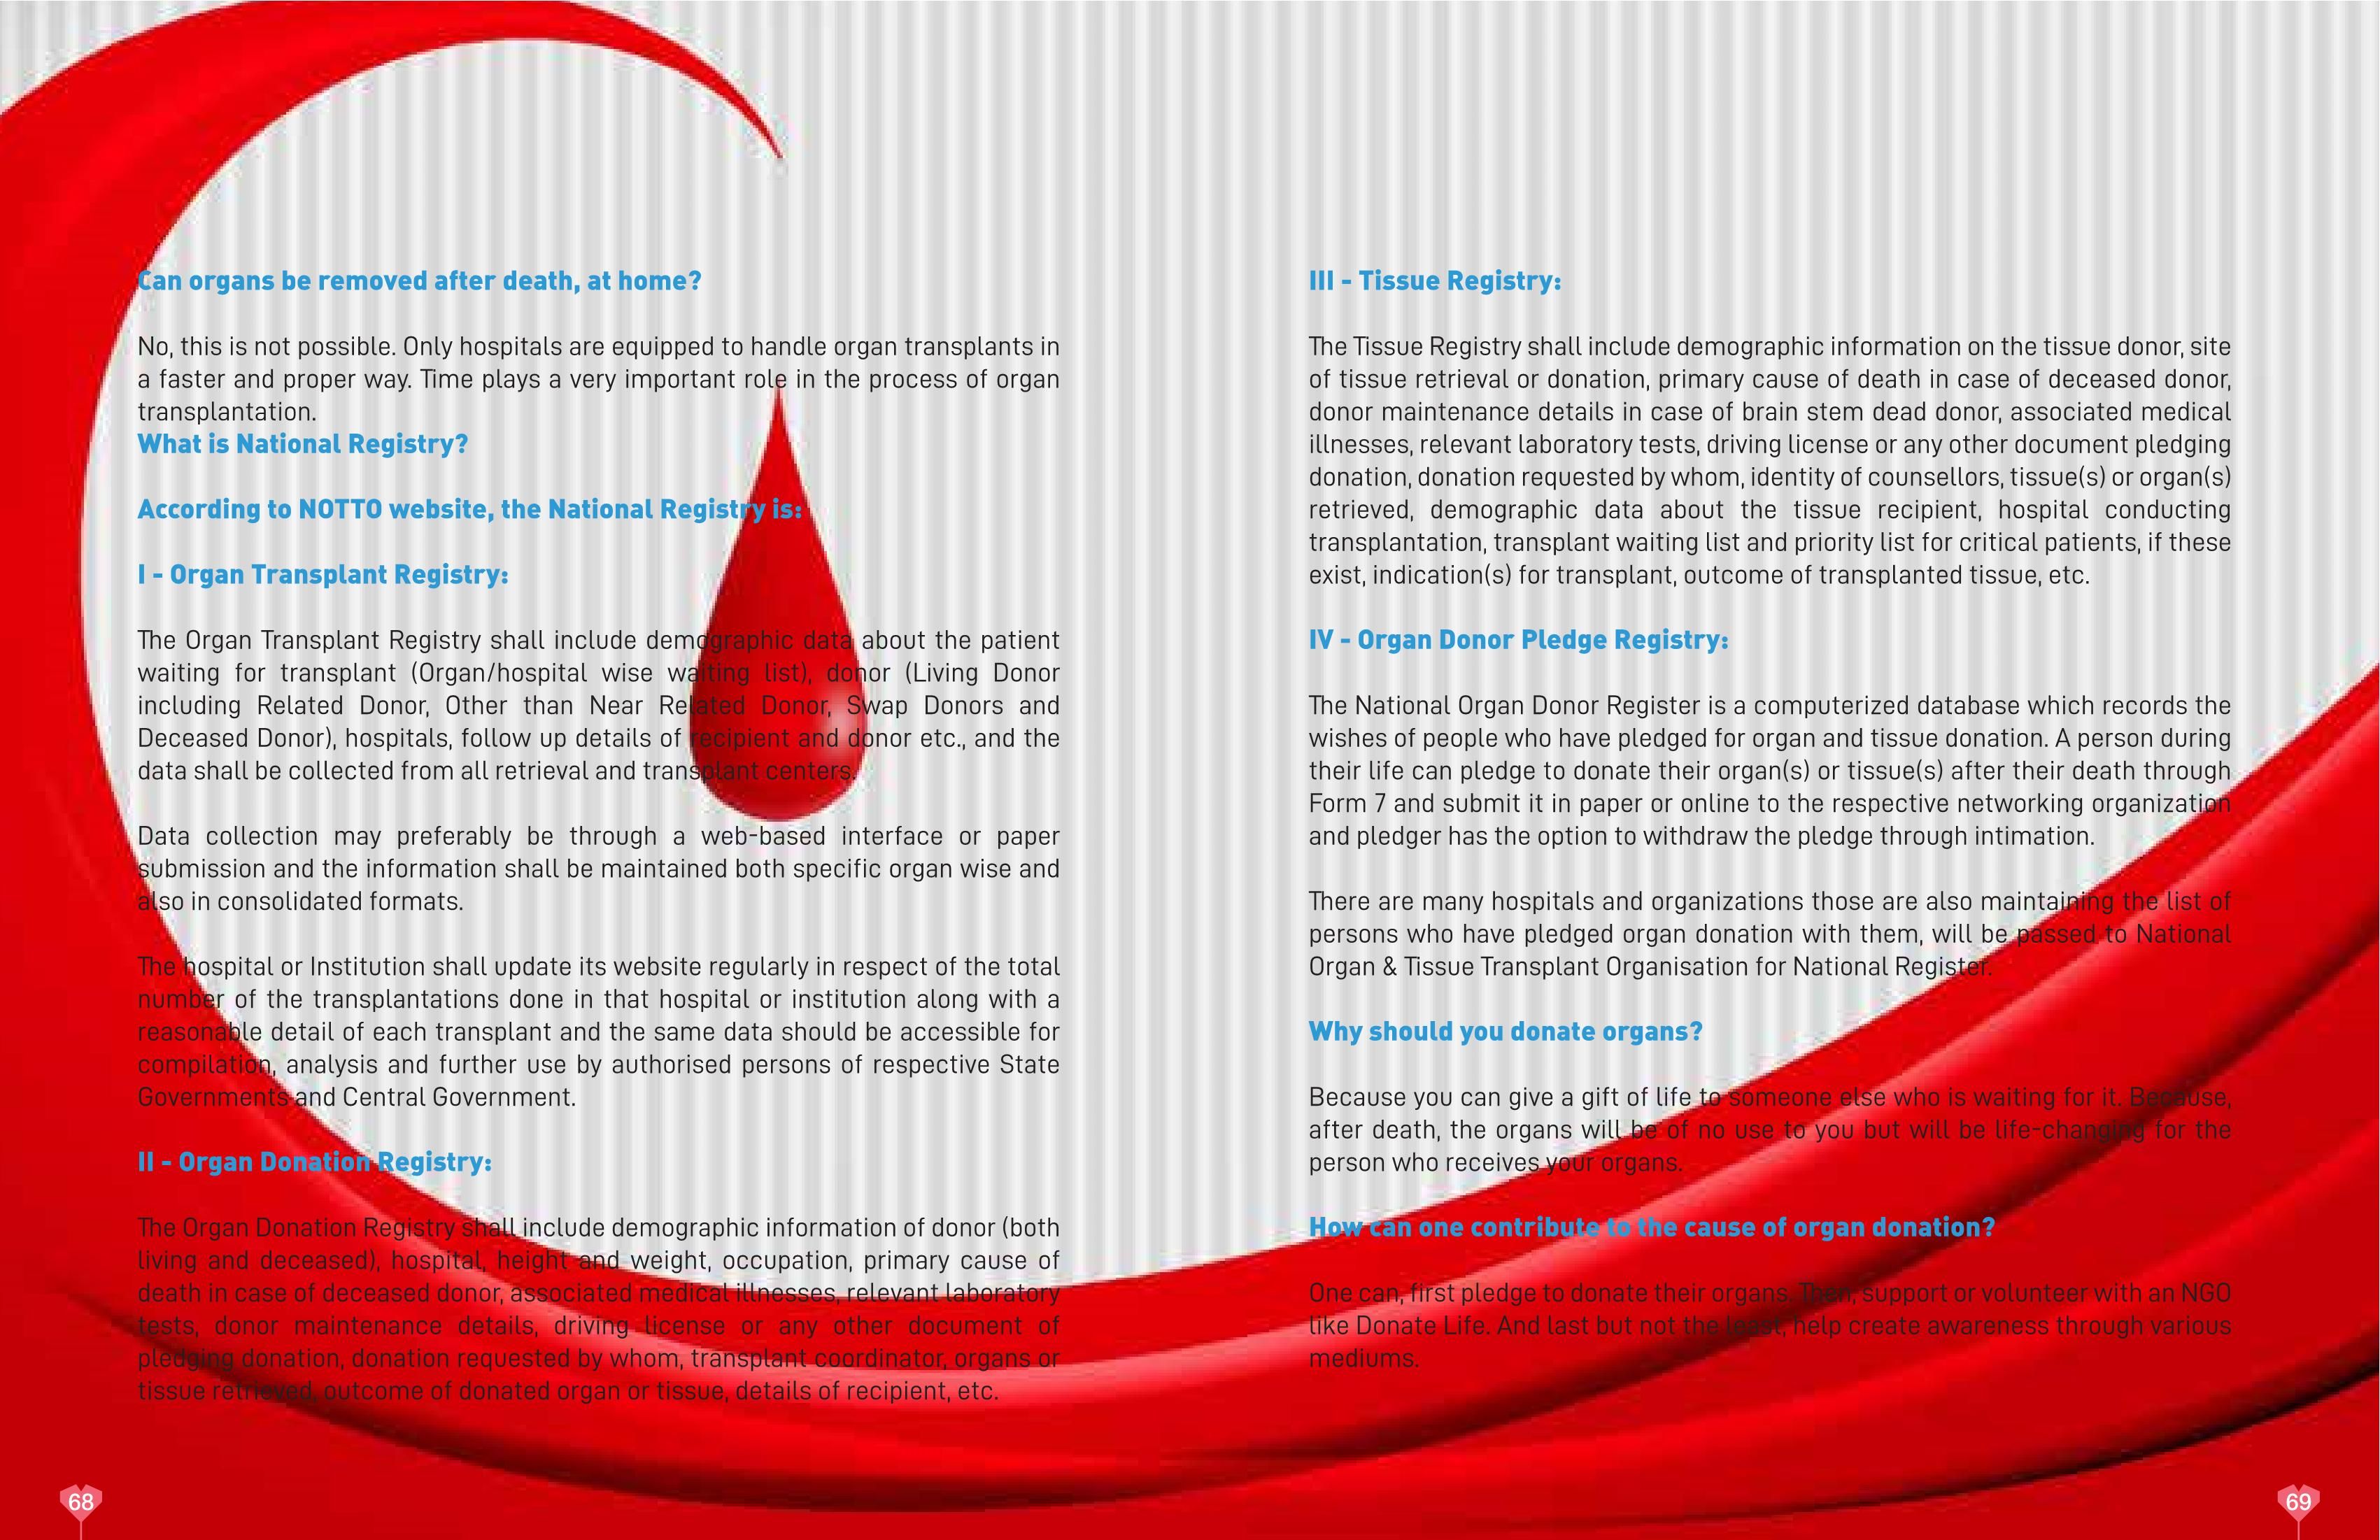 Can organs be removed after death, at home?
No, this is not possible. Only hospitals are equipped to handle organ transplants in
a faster and proper way. Time plays a very important role in the process of organ
transplantation.
What is National Registry?
According to NOTTO website, the National Registry is:
I - Organ Transplant Registry:
The Organ Transplant Registry shall include demographic data about the patient
waiting for transplant (Organ/hospital wise waiting list), donor (Living Donor
including Related Donor, Other than Near Related Donor, Swap Donors and
Deceased Donor), hospitals, follow up details of recipient and donor etc., and the
data shall be collected from all retrieval and transplant centers.
Data collection may preferably be through a web-based interface or paper
submission and the information shall be maintained both specific organ wise and
also in consolidated formats.
The hospital or Institution shall update its website regularly in respect of the total
number of the transplantations done in that hospital or institution along with a
reasonable detail of each transplant and the same data should be accessible for
compilation, analysis and further use by authorised persons of respective State
Governments and Central Government.
II - Organ Donation Registry:
The Organ Donation Registry shall include demographic information of donor (both
living and deceased), hospital, height and weight, occupation, primary cause of
death in case of deceased donor, associated medical illnesses, relevant laboratory
tests, donor maintenance details, driving license or any other document of
pledging donation, donation requested by whom, transplant coordinator, organs or
tissue retrieved, outcome of donated organ or tissue, details of recipient, etc.
68
III - Tissue Registry:
The Tissue Registry shall include demographic information on the tissue donor, site
of tissue retrieval or donation, primary cause of death in case of deceased donor,
donor maintenance details in case of brain stem dead donor, associated medical
illnesses, relevant laboratory tests, driving license or any other document pledging
donation, donation requested by whom, identity of counsellors, tissue(s) or organ(s)
retrieved, demographic data about the tissue recipient, hospital conducting
transplantation, transplant waiting list and priority list for critical patients, if these
exist, indication(s) for transplant, outcome of transplanted tissue, etc.
IV - Organ Donor Pledge Registry:
The National Organ Donor Register is a computerized database which records the
wishes of people who have pledged for organ and tissue donation. A person during
their life can pledge to donate their organ(s) or tissue(s) after their death through
Form 7 and submit it in paper or online to the respective networking organization
and pledger has the option to withdraw the pledge through intimation.
There are many hospitals and organizations those are also maintaining the list of
persons who have pledged organ donation with them, will be passed to National
Organ & Tissue Transplant Organisation for National Register.
Why should you donate organs?
Because you can give a gift of life to someone else who is waiting for it. Because,
after death, the organs will be of no use to you but will be life-changing for the
person who receives your organs.
How can one contribute to the cause of organ donation?
One can, first pledge to donate their organs. Then, support or volunteer with an NGO
like Donate Life. And last but not the least, help create awareness through various
mediums.
69